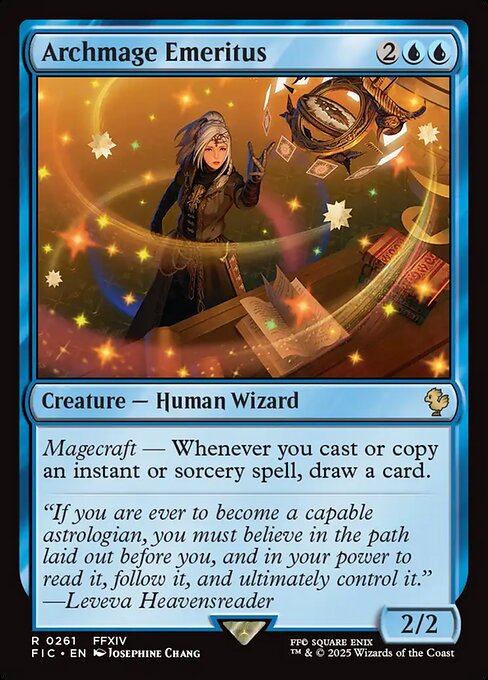 Archmage Emeritus 2
Creature — Human Wizard
Magecraft — Whenever you cast or copy
an instant or sorcery spell, draw a card.
“If you are ever to become a capable
astrologian, you must believe in the path
laid out before you, and in your power to
read it, follow it, and ultimately control it.”
—Leveva Heavensreader
2/2
R 0261 FFXIV
FIC • EN Josephine Chang
FF© SQUARE ENIX
™ & © 2025 Wizards of the Coast